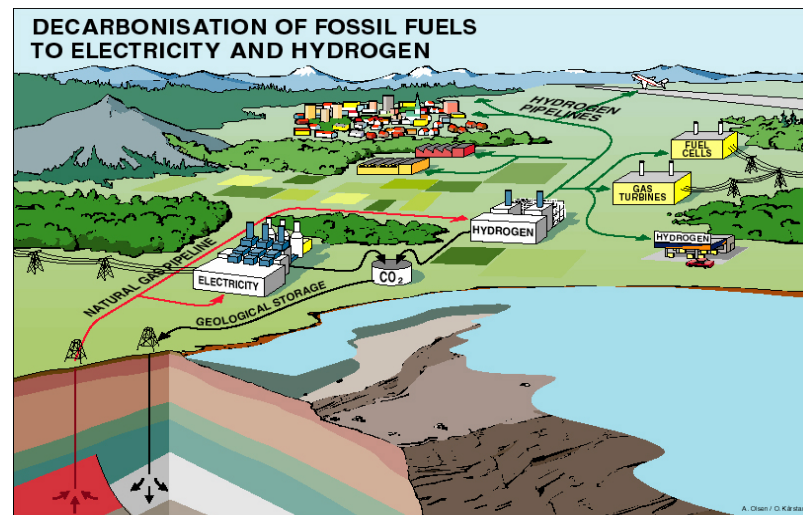 DECARBONISATION OF FOSSIL FUELS
TO ELECTRICITY AND HYDROGEN
HYDROGEN
PIPELINES
FUEL
CELLS
GAS
TURBINES
HYDROGEN
HYDROGEN
NATURAL GAS PIPELINE
ELECTRICITY
CO₂
GEOLOGICAL STORAGE
A. Olsen / O. Kårstad